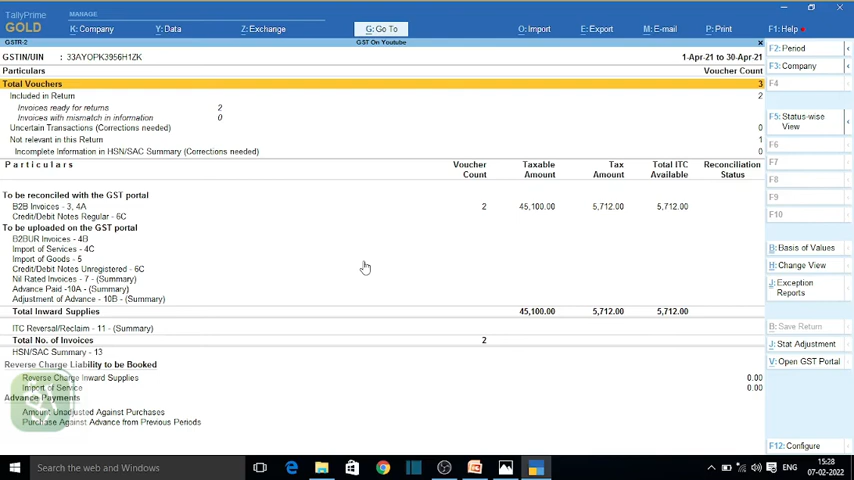 TallyPrime MANAGE
GOLD K: Company Y: Data Z: Exchange G: Go To O: Import E: Export M: E-mail P: Print F1: Help
GSTR-2 GST On Youtube x
GSTIN/UIN : 33AYOPK3956H1ZK 1-Apr-21 to 30-Apr-21
Particulars Voucher Count
Total Vouchers 3
Included in Return 2
Invoices ready for returns 2
Invoices with mismatch in information 0
Uncertain Transactions (Corrections needed) 0
Not relevant in this Return 1
Incomplete Information in HSN/SAC Summary (Corrections needed) 0
Particulars Voucher Count Taxable Amount Tax Amount Total ITC Available Reconciliation Status
To be reconciled with the GST portal
B2B Invoices - 3, 4A 2 45,100.00 5,712.00 5,712.00
Credit/Debit Notes Regular - 6C
To be uploaded on the GST portal
B2BUR Invoices - 4B
Import of Services - 4C
Import of Goods - 5
Credit/Debit Notes Unregistered - 6C
Nil Rated Invoices - 7 - (Summary)
Advance Paid -10A - (Summary)
Adjustment of Advance - 10B - (Summary)
Total Inward Supplies 45,100.00 5,712.00 5,712.00
ITC Reversal/Reclaim - 11 - (Summary)
Total No. of Invoices 2
HSN/SAC Summary - 13
Reverse Charge Liability to be Booked
Reverse Charge Inward Supplies 0.00
Import of Service 0.00
Advance Payments
Amount Unadjusted Against Purchases
Purchase Against Advance from Previous Periods
F2: Period
F3: Company
F4
F5: Status-wise
View
F6
F7
F8
F9
F10
B: Basis of Values
H: Change View
J: Exception
Reports
B: Save Return
J: Stat Adjustment
V: Open GST Portal
F12: Configure
Search the web and Windows
ENG
15:28
07-02-2022